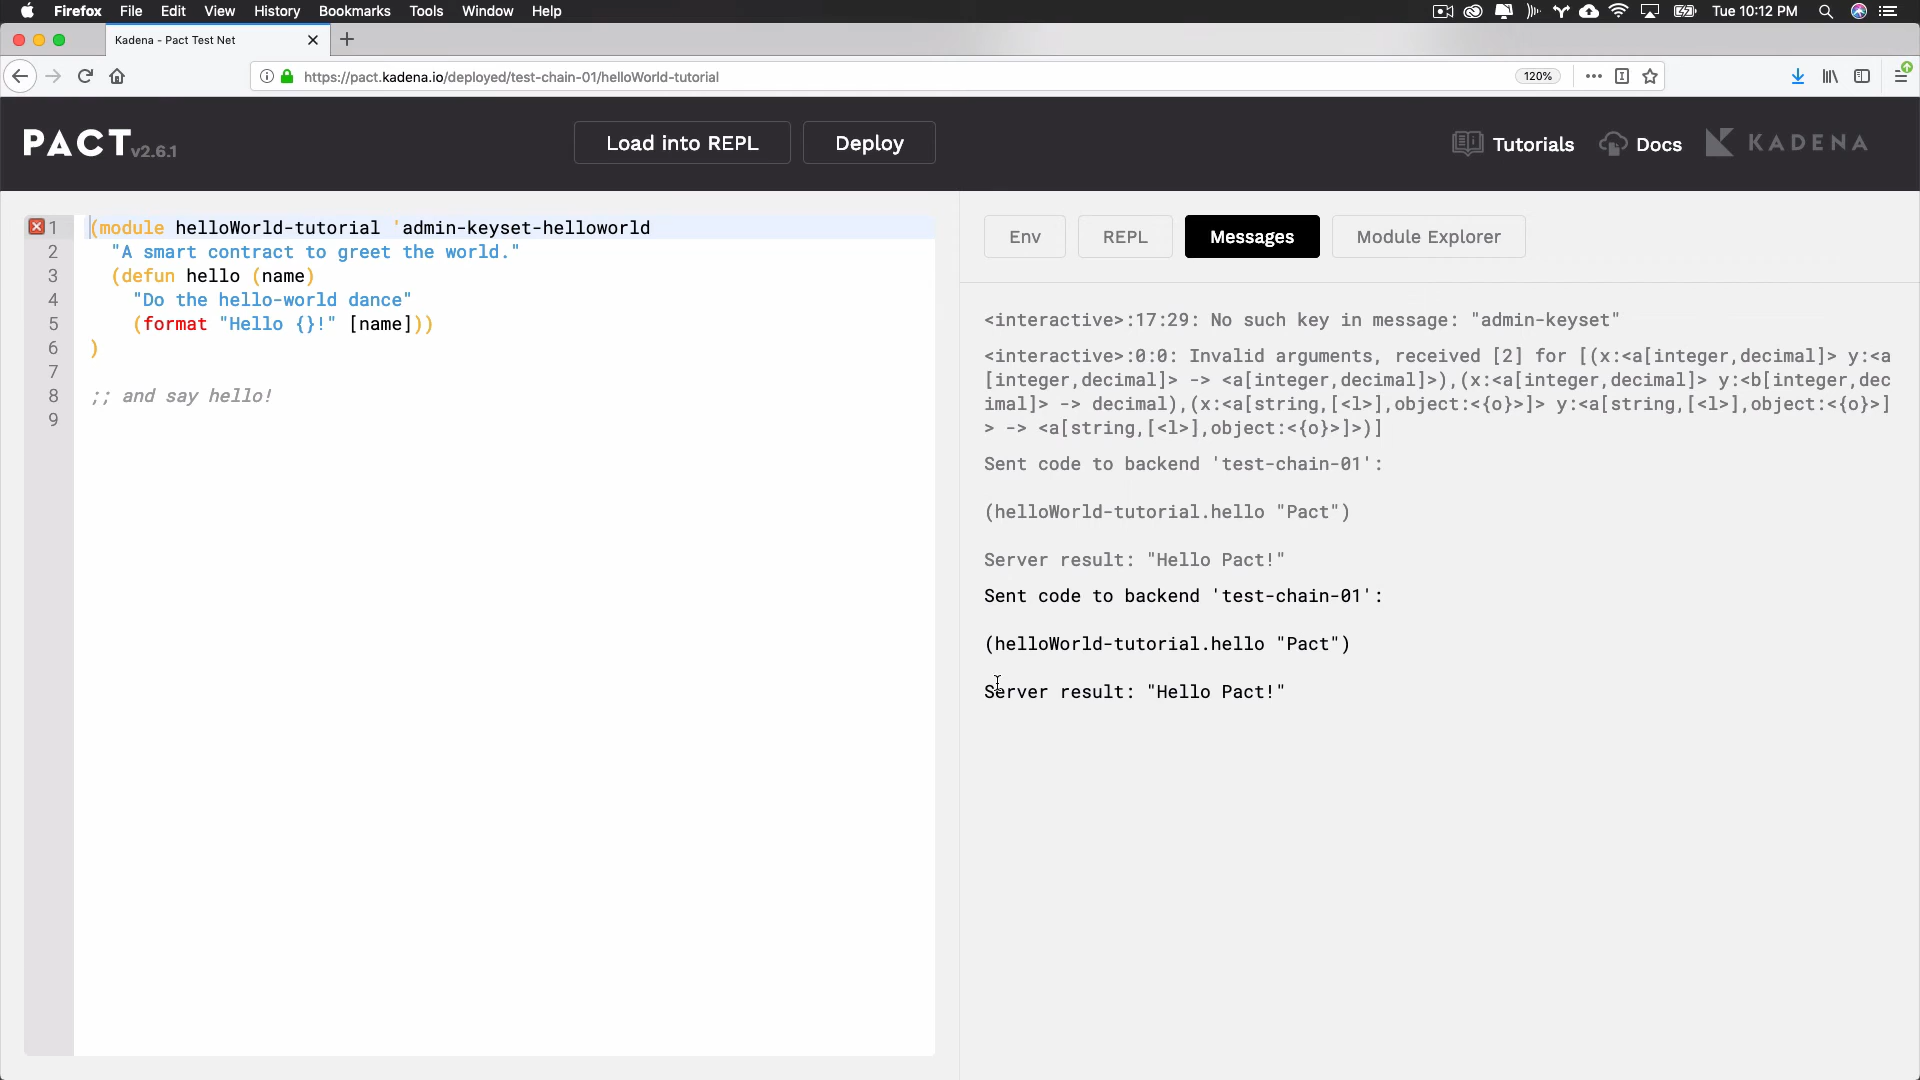 Firefox File Edit View History Bookmarks Tools Window Help Tue 10:12 PM
Kadena - Pact Test Net
https://pact.kadena.io/deployed/test-chain-01/helloWorld-tutorial 120%
PACT v2.6.1 Load into REPL Deploy Tutorials Docs KADENA
Env REPL Messages Module Explorer
1 (module helloWorld-tutorial 'admin-keyset-helloworld
2 "A smart contract to greet the world."
3 (defun hello (name)
4 "Do the hello-world dance"
5 (format "Hello {}!" [name]))
6 )
7
8 ;; and say hello!
9
<interactive>:17:29: No such key in message: "admin-keyset"
<interactive>:0:0: Invalid arguments, received [2] for [(x:<a[integer,decimal]> y:<a
[integer,decimal]> -> <a[integer,decimal]>),(x:<a[integer,decimal]> y:<b[integer,dec
imal]> -> decimal),(x:<a[string,[<l>],object:<{o}>]> y:<a[string,[<l>],object:<{o}>]
> -> <a[string,[<l>],object:<{o}>]>)]
Sent code to backend 'test-chain-01':
(helloWorld-tutorial.hello "Pact")
Server result: "Hello Pact!"
Sent code to backend 'test-chain-01':
(helloWorld-tutorial.hello "Pact")
Server result: "Hello Pact!"